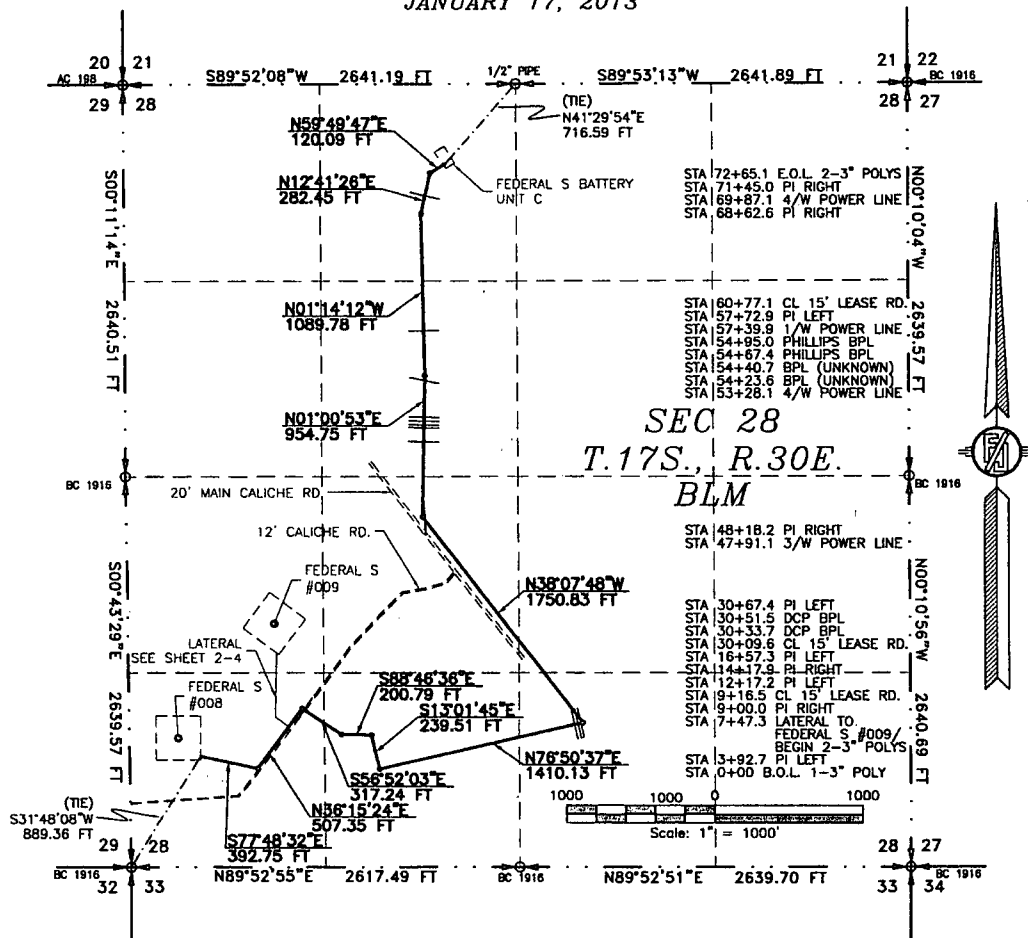 JANUARY 17, 2013
20 21
29 28
AC 198
S89°52'08"W 2641.19 FT
1/2" PIPE
S89°53'13"W 2641.89 FT
21 22
28 27
BC 1916
(TIE)
N41°29'54"E
716.59 FT
N59°49'47"E
120.09 FT
FEDERAL S BATTERY
UNIT C
N12°41'26"E
282.45 FT
STA 72+65.1 E.O.L. 2-3" POLYS
STA 71+45.0 PI RIGHT
STA 69+87.1 4/W POWER LINE
STA 68+62.6 PI RIGHT
S00°11'14"E 2640.51 FT
N00°10'04"W 2639.57 FT
N01°14'12"W
1089.78 FT
STA 60+77.1 CL 15' LEASE RD.
STA 57+72.9 PI LEFT
STA 57+39.9 1/W POWER LINE
STA 54+95.0 PHILLIPS BPL
STA 54+67.4 PHILLIPS BPL
STA 54+40.7 BPL (UNKNOWN)
STA 54+23.6 BPL (UNKNOWN)
STA 53+28.1 4/W POWER LINE
N01°00'53"E
954.75 FT
SEC 28
T.17S., R.30E.
BLM
BC 1916
BC 1916
20' MAIN CALICHE RD.
12' CALICHE RD.
STA 48+18.2 PI RIGHT
STA 47+91.1 3/W POWER LINE
FEDERAL S
#009
N38°07'48"W
1750.83 FT
S00°43'29"E 2639.57 FT
N00°10'56"W 2640.69 FT
LATERAL
SEE SHEET 2-4
FEDERAL S
#008
STA 30+67.4 PI LEFT
STA 30+51.5 DCP BPL
STA 30+33.7 DCP BPL
STA 30+09.6 CL 15' LEASE RD.
STA 16+57.3 PI LEFT
STA 14+17.9 PI RIGHT
STA 12+17.2 PI LEFT
STA 9+16.5 CL 15' LEASE RD.
STA 9+00.0 PI RIGHT
STA 7+47.3 LATERAL TO
FEDERAL S #009/
BEGIN 2-3" POLYS
STA 3+92.7 PI LEFT
STA 0+00 B.O.L. 1-3" POLY
S88°46'36"E
200.79 FT
S13°01'45"E
239.51 FT
N76°50'37"E
1410.13 FT
S56°52'03"E
317.24 FT
N36°15'24"E
507.35 FT
S77°48'32"E
392.75 FT
(TIE)
S31°48'08"W
889.36 FT
1000 1000 0 1000
Scale: 1" = 1000'
29 28
32 33
BC 1916
N89°52'55"E 2617.49 FT
BC 1916
N89°52'51"E 2639.70 FT
28 27
33 34
BC 1916